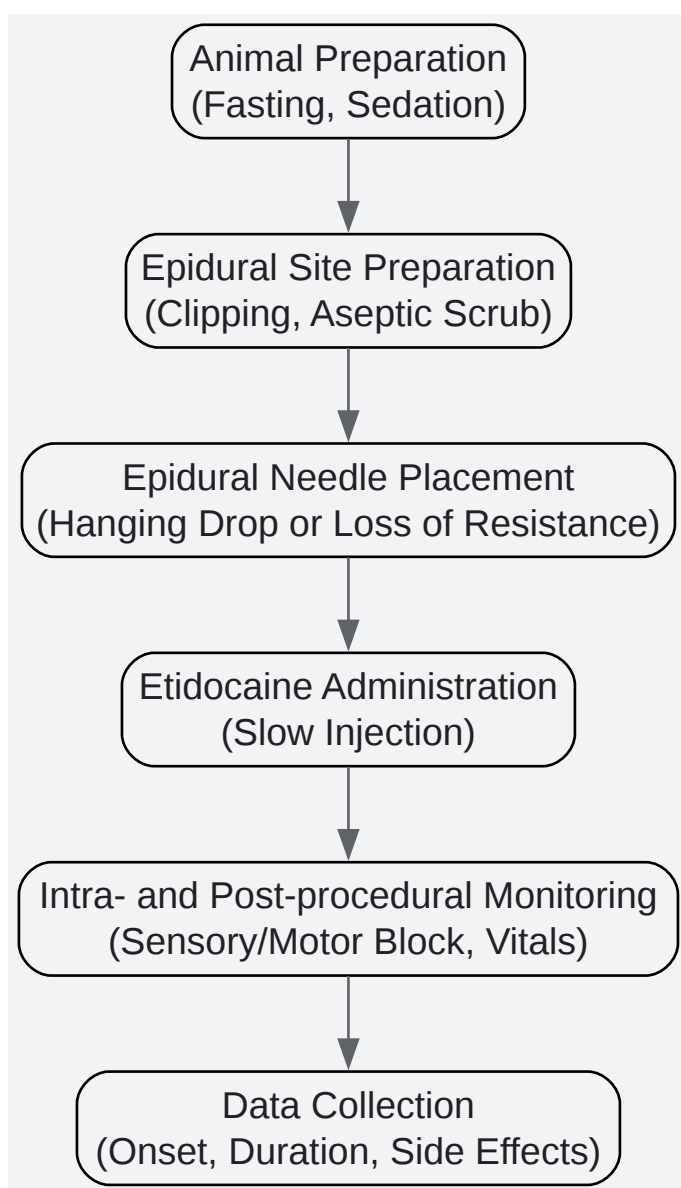 Animal Preparation
(Fasting, Sedation)
Epidural Site Preparation
(Clipping, Aseptic Scrub)
Epidural Needle Placement
(Hanging Drop or Loss of Resistance)
Etidocaine Administration
(Slow Injection)
Intra- and Post-procedural Monitoring
(Sensory/Motor Block, Vitals)
Data Collection
(Onset, Duration, Side Effects)